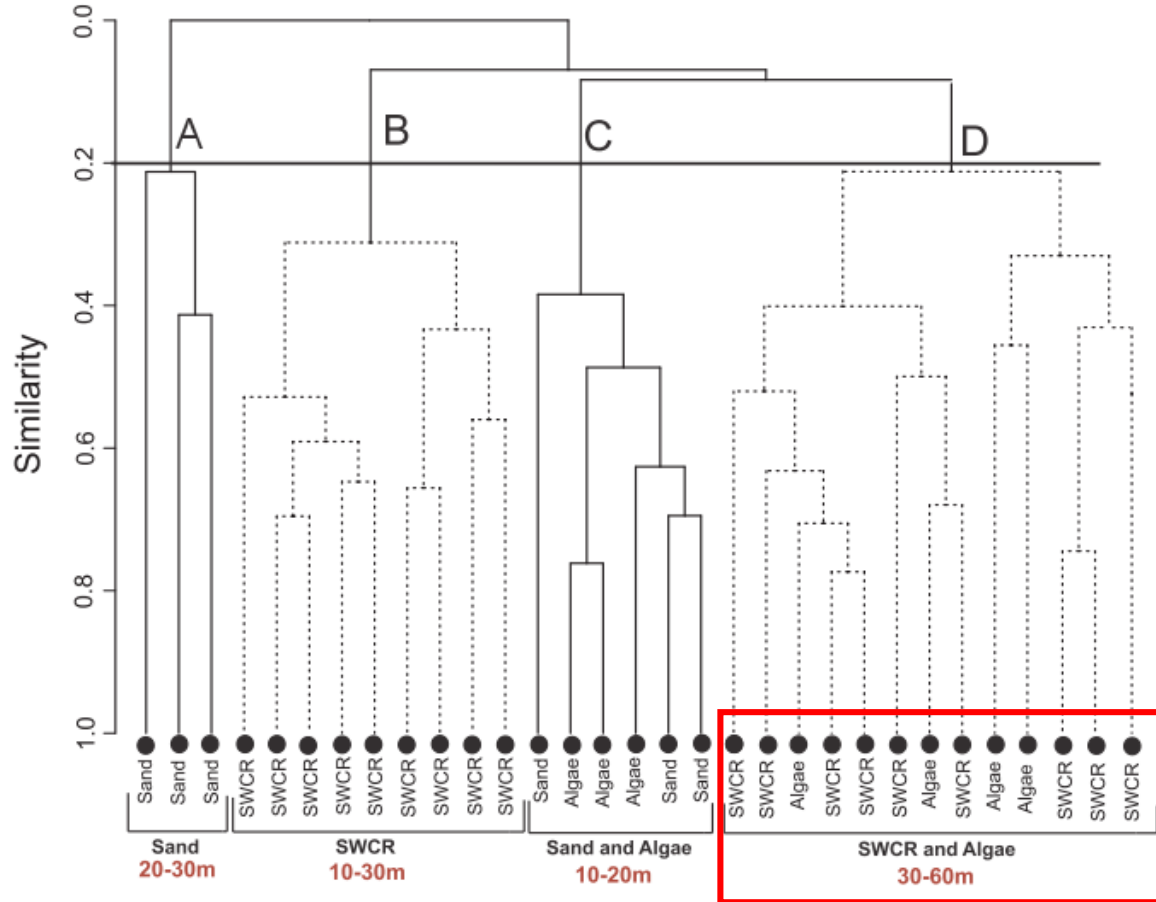 0.0
A
B
C
D
0.2
0.4
Similarity
0.6
0.8
1.0
Sand
Sand
Sand
SWCR
SWCR
SWCR
SWCR
SWCR
SWCR
SWCR
SWCR
SWCR
Sand
Algae
Algae
Algae
Sand
Sand
SWCR
SWCR
Algae
SWCR
SWCR
SWCR
Algae
SWCR
Algae
Algae
SWCR
SWCR
SWCR
Sand
20-30m
SWCR
10-30m
Sand and Algae
10-20m
SWCR and Algae
30-60m